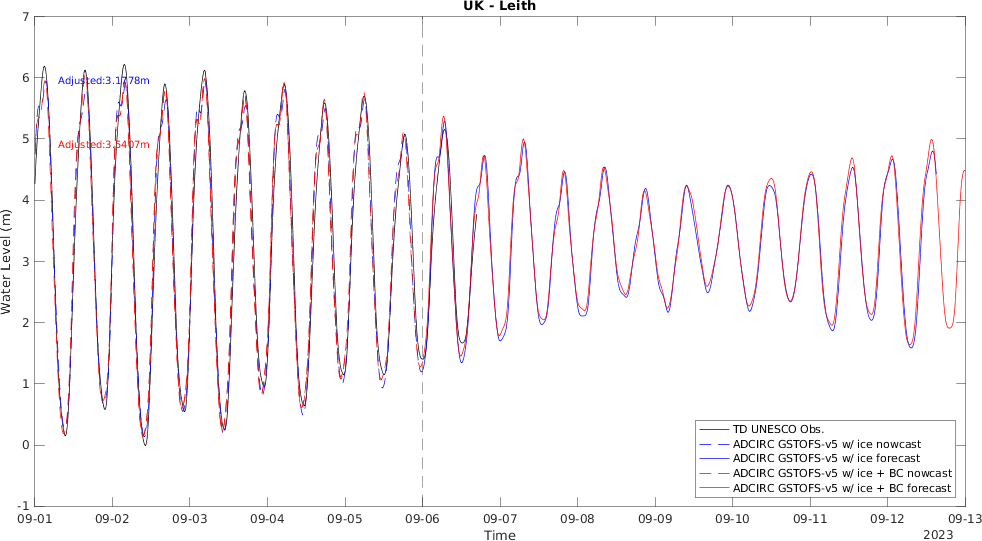 UK - Leith
7
6
5
4
3
2
1
0
-1
Water Level (m)
Adjusted:3.1778m
Adjusted:3.5407m
TD UNESCO Obs.
ADCIRC GSTOFS-v5 w/ ice nowcast
ADCIRC GSTOFS-v5 w/ ice forecast
ADCIRC GSTOFS-v5 w/ ice + BC nowcast
ADCIRC GSTOFS-v5 w/ ice + BC forecast
09-01 09-02 09-03 09-04 09-05 09-06 09-07 09-08 09-09 09-10 09-11 09-12 09-13
Time
2023